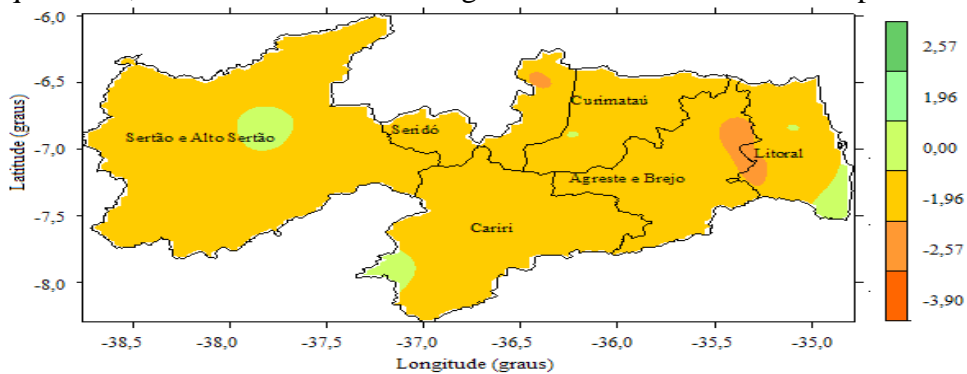 -6,0
-6,5
-7,0
-7,5
-8,0
Latitude (graus)
Sertão e Alto Sertão
Seridó
Curimataú
Agreste e Brejo
Litoral
Cariri
2,57
1,96
0,00
-1,96
-2,57
-3,90
-38,5 -38,0 -37,5 -37,0 -36,5 -36,0 -35,5 -35,0
Longitude (graus)